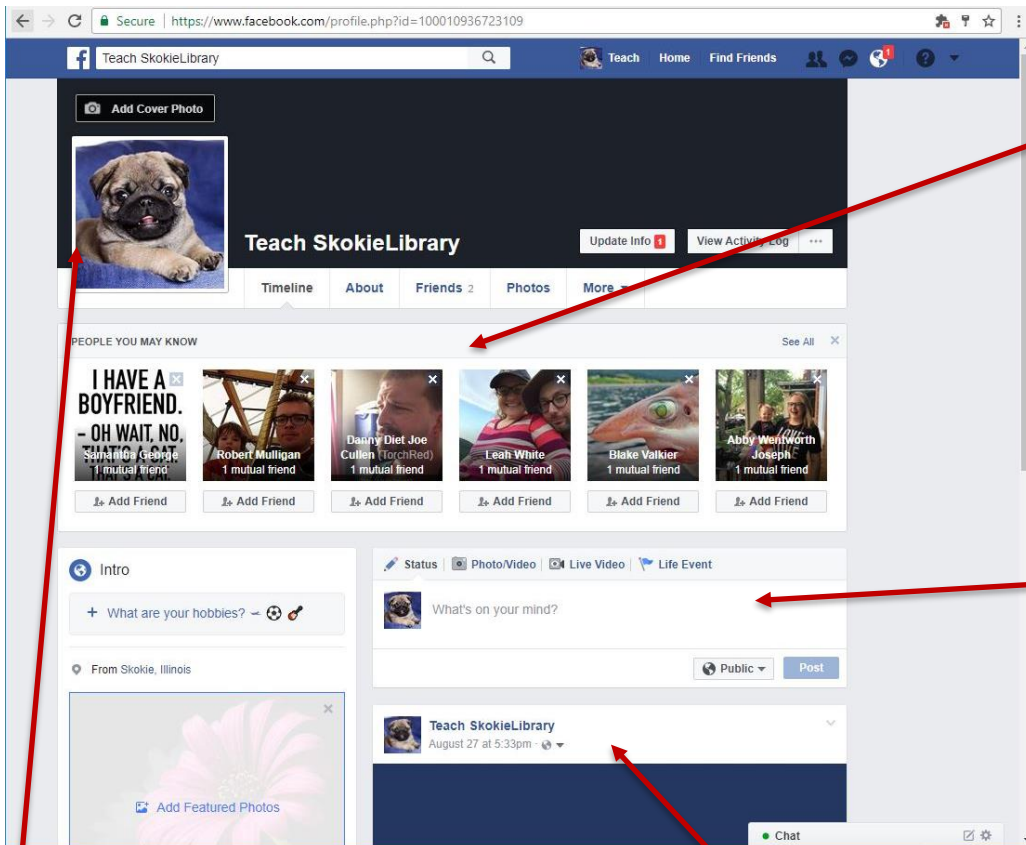 Secure | https://www.facebook.com/profile.php?id=100010936723109
f Teach SkokieLibrary Teach Home Find Friends 1 ?
Add Cover Photo
Teach SkokieLibrary
Update Info 1 View Activity Log ...
Timeline About Friends 2 Photos More
PEOPLE YOU MAY KNOW See All
I HAVE A
BOYFRIEND.
– OH WAIT, NO,
THAT'S A CAT.
THAT'S A CAT.
Samantha George
1 mutual friend
Add Friend
Robert Mulligan
1 mutual friend
Add Friend
Danny Diet Joe
Cullen (TorchRed)
1 mutual friend
Add Friend
Leah White
1 mutual friend
Add Friend
Blake Valkier
1 mutual friend
Add Friend
Abby Wentworth
Joseph
1 mutual friend
Add Friend
Intro
+ What are your hobbies?
From Skokie, Illinois
Add Featured Photos
Status Photo/Video Live Video Life Event
What's on your mind?
Public Post
Teach SkokieLibrary
August 27 at 5:33pm ·
Chat